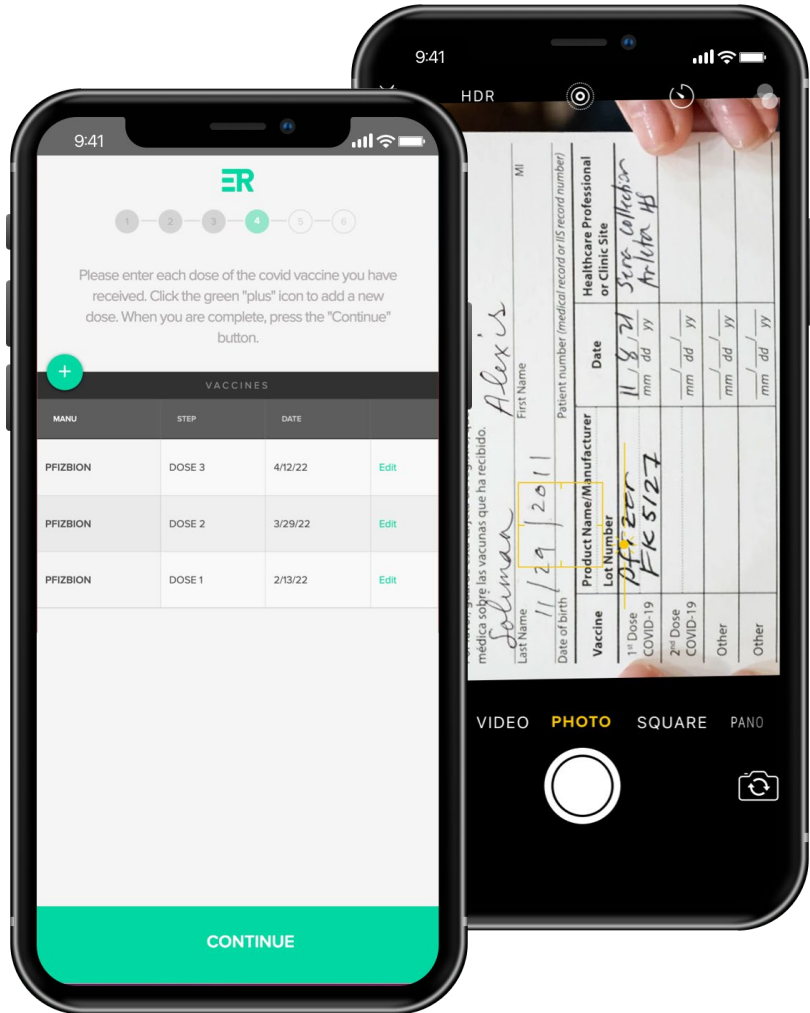 9:41
ER
1 2 3 4 5 6
Please enter each dose of the covid vaccine you have
received. Click the green "plus" icon to add a new
dose. When you are complete, press the "Continue"
button.
+
VACCINES
MANU STEP DATE
PFIZBION DOSE 3 4/12/22 Edit
PFIZBION DOSE 2 3/29/22 Edit
PFIZBION DOSE 1 2/13/22 Edit
CONTINUE
9:41
HDR
médica sobre las vacunas que ha recibido.
Soliman Alexis
Last Name First Name MI
11/29/2011
Date of birth Patient number (medical record or IIS record number)
Vaccine Product Name/Manufacturer Date Healthcare Professional
Lot Number or Clinic Site
1st Dose Pfizer 11/8/21 Sera Collection
COVID-19 FK5127 mm dd yy Arleta HS
2nd Dose
COVID-19 mm dd yy
Other
mm dd yy
Other
mm dd yy
VIDEO PHOTO SQUARE PANO